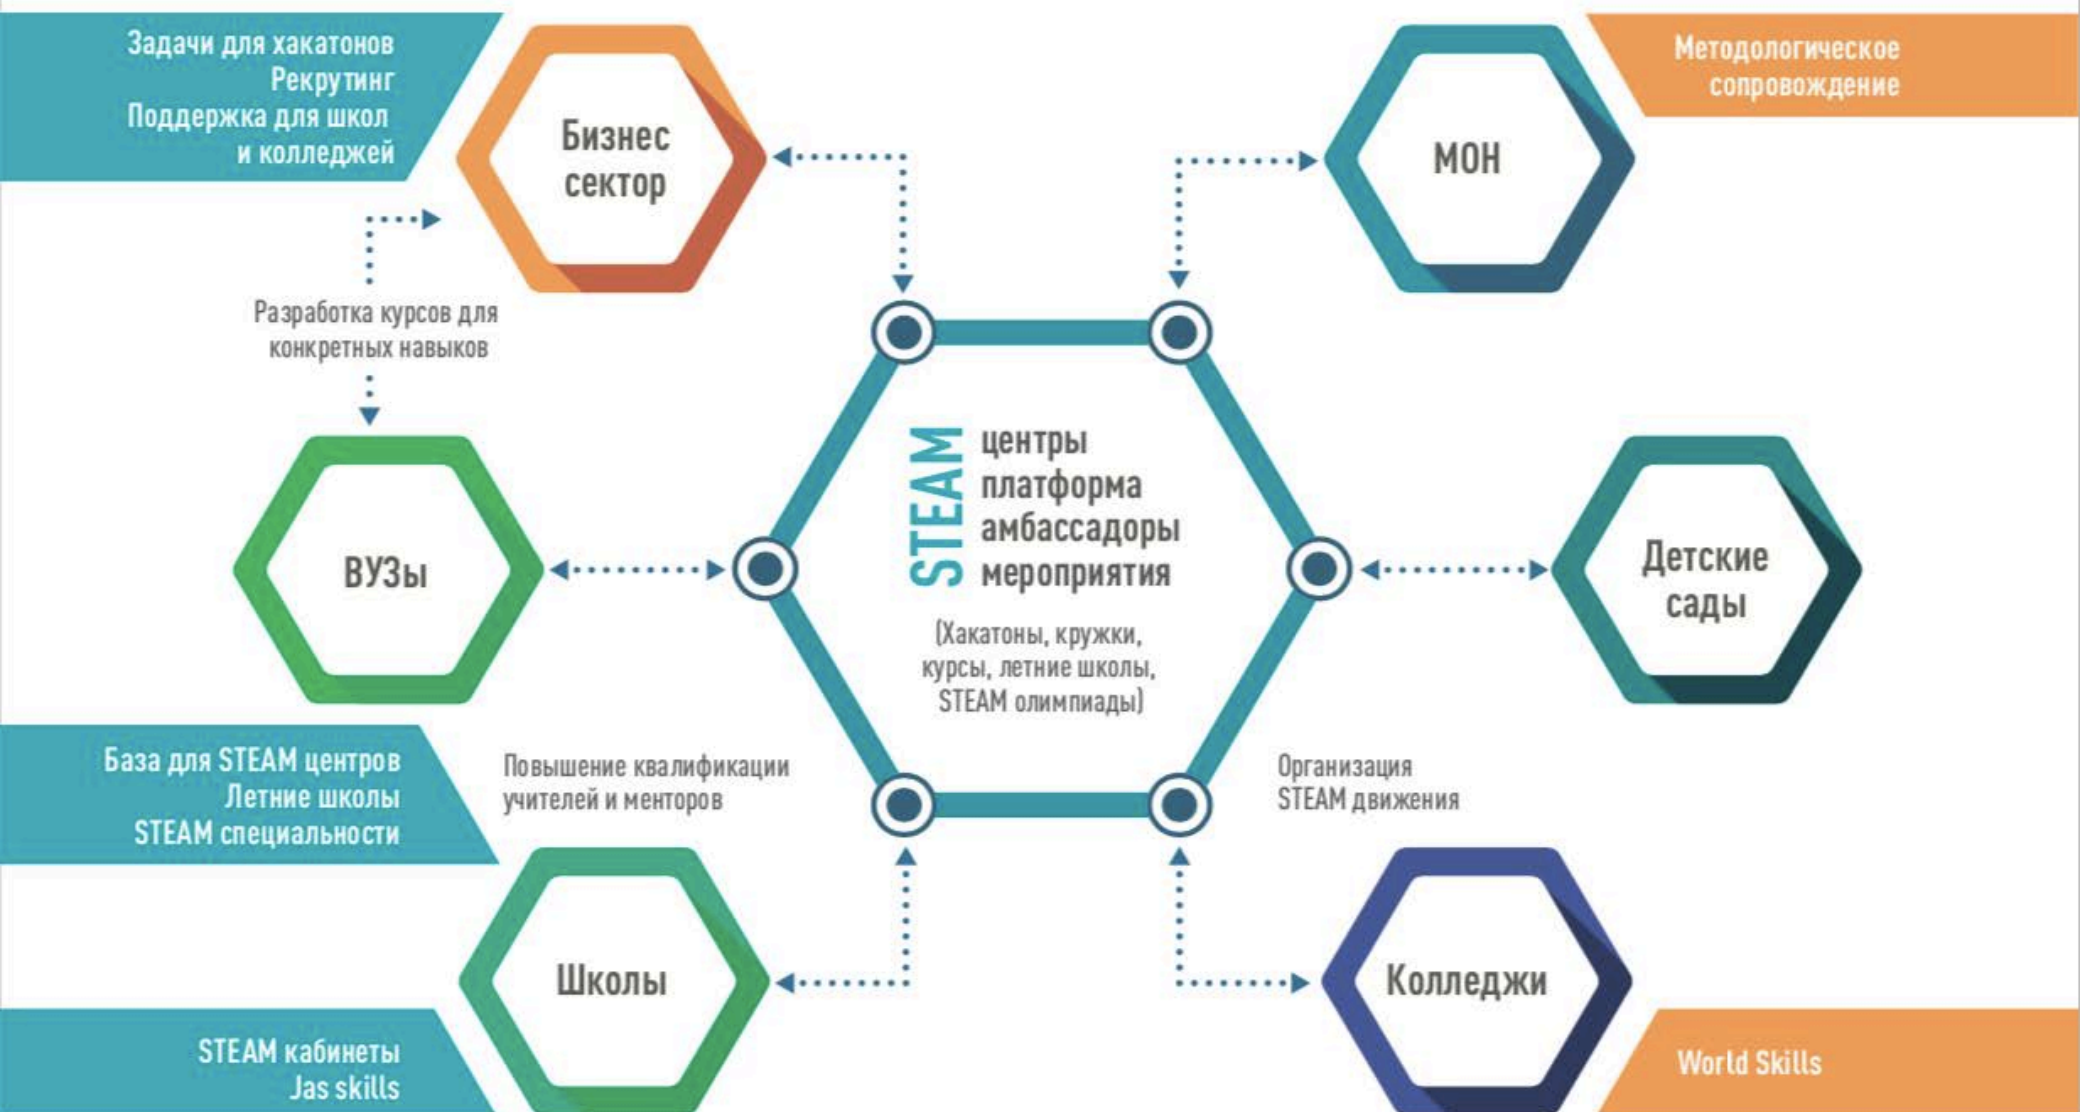 Задачи для хакатонов
Рекрутинг
Поддержка для школ
и колледжей
Бизнес
сектор
МОН
Методологическое
сопровождение
Разработка курсов для
конкретных навыков
ВУЗы
STEAM
центры
платформа
амбассадоры
мероприятия
(Хакатоны, кружки,
курсы, летние школы,
STEAM олимпиады)
Детские
сады
База для STEAM центров
Летние школы
STEAM специальности
Повышение квалификации
учителей и менторов
Организация
STEAM движения
Школы
Колледжи
STEAM кабинеты
Jas skills
World Skills